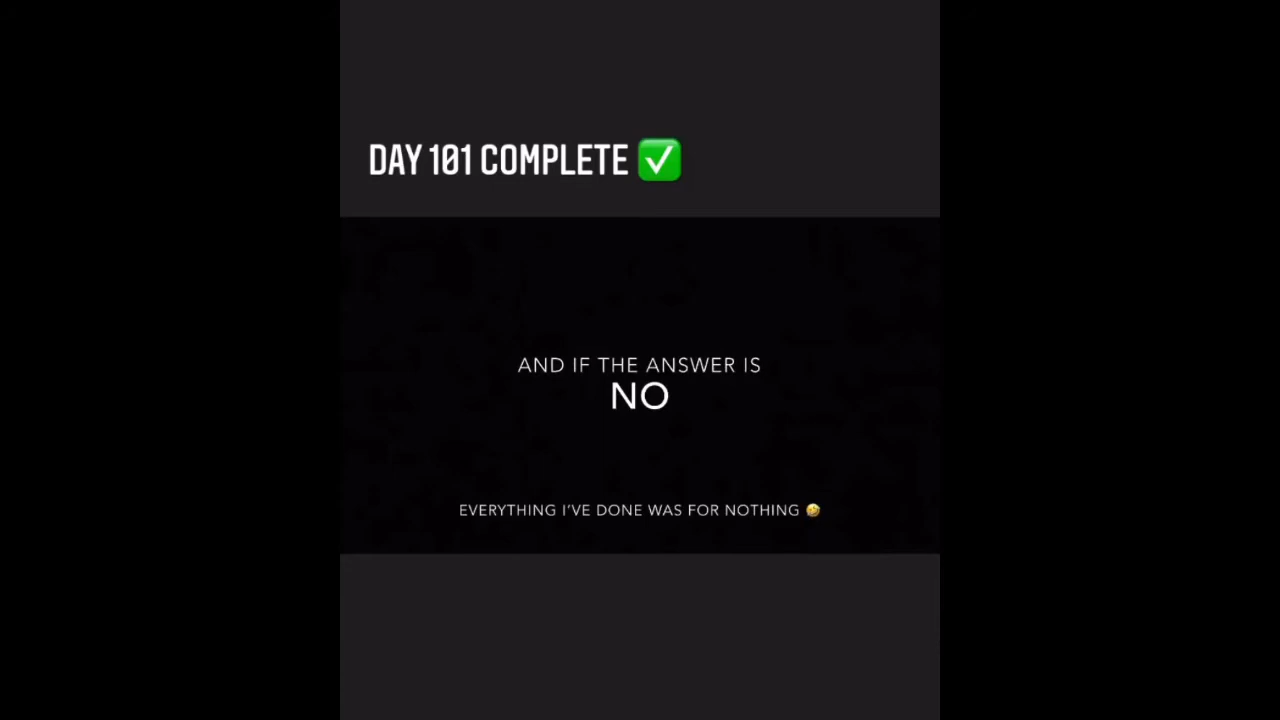 DAY 101 COMPLETE ✅
AND IF THE ANSWER IS
NO
EVERYTHING I'VE DONE WAS FOR NOTHING 🤣